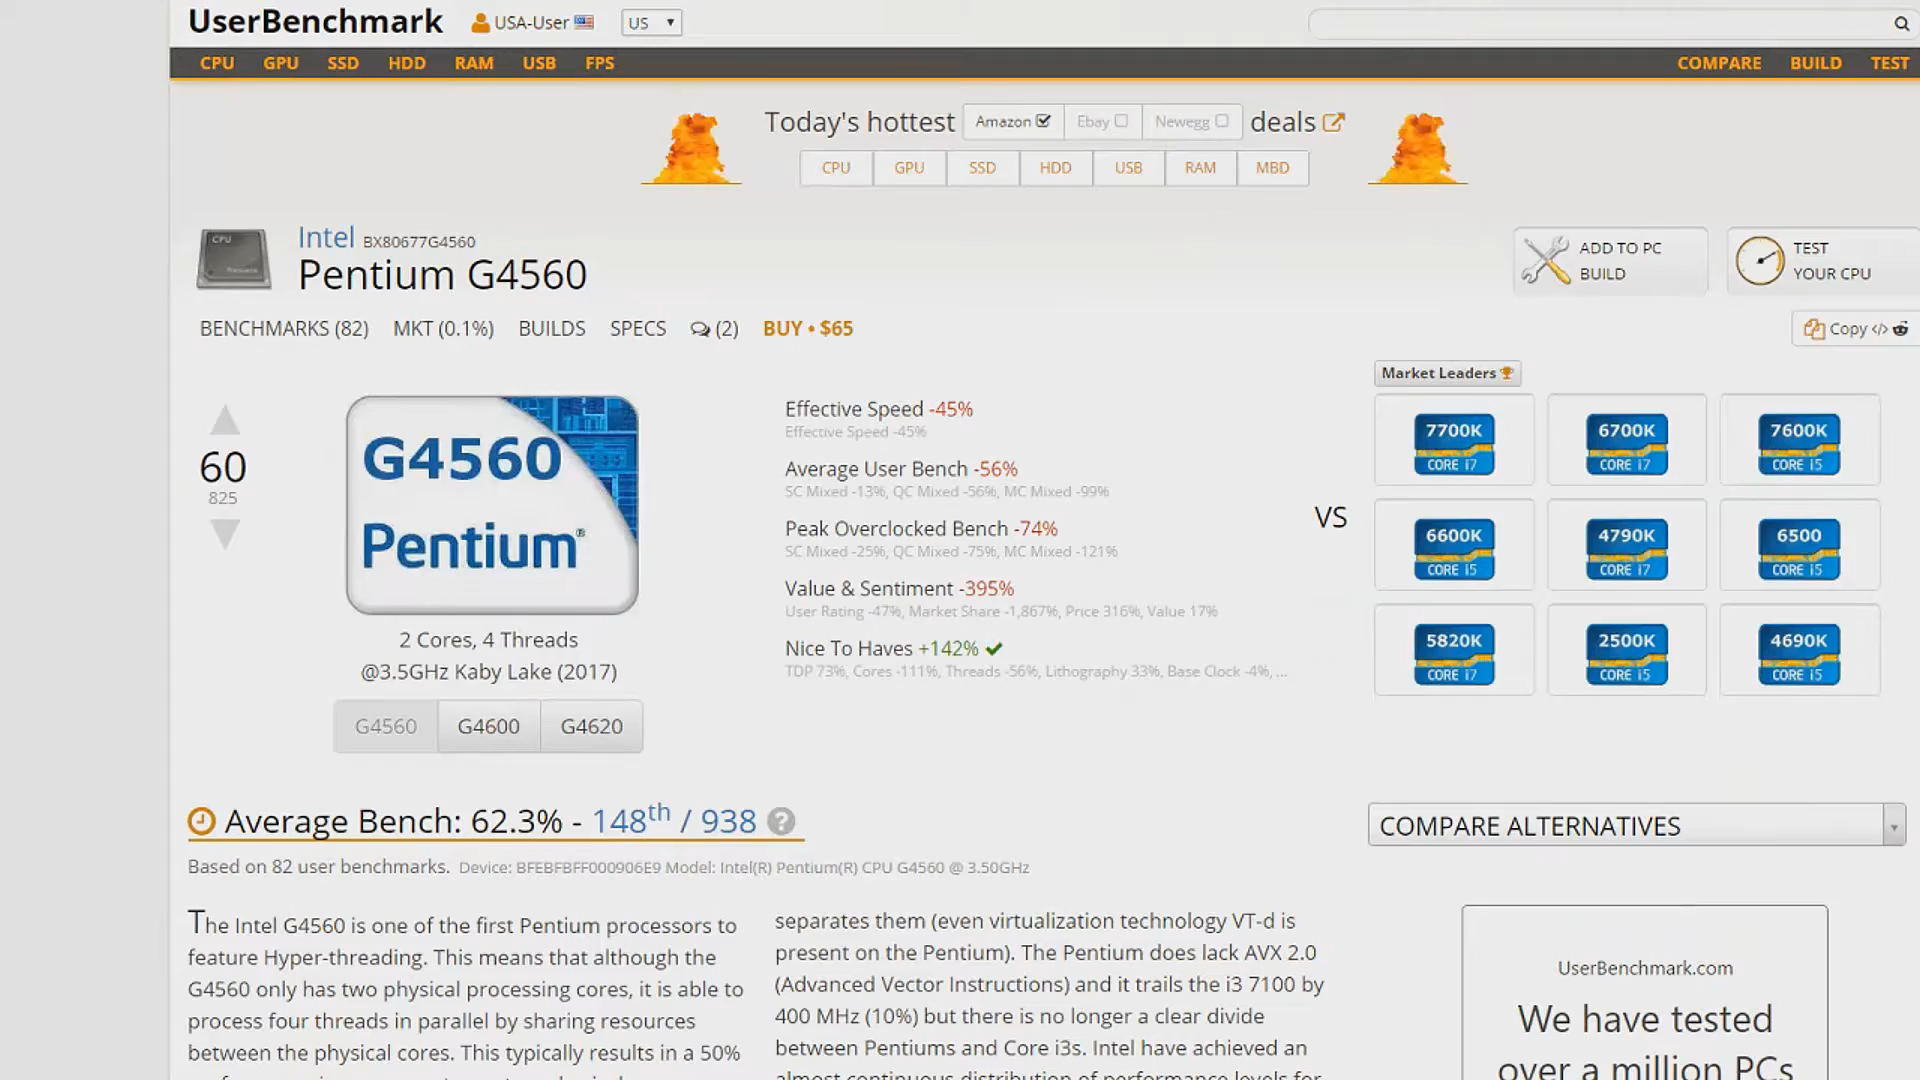 UserBenchmark
USA-User
US
CPU GPU SSD HDD RAM USB FPS
COMPARE BUILD TEST
Today's hottest Amazon Ebay Newegg deals
CPU GPU SSD HDD USB RAM MBD
CPU
Intel BX80677G4560
Pentium G4560
ADD TO PC
BUILD
TEST
YOUR CPU
BENCHMARKS (82) MKT (0.1%) BUILDS SPECS (2) BUY • $65
Copy </>
60
825
G4560
Pentium®
2 Cores, 4 Threads
@3.5GHz Kaby Lake (2017)
G4560 G4600 G4620
Effective Speed -45%
Effective Speed -45%
Average User Bench -56%
SC Mixed -13%, QC Mixed -56%, MC Mixed -99%
Peak Overclocked Bench -74%
SC Mixed -25%, QC Mixed -75%, MC Mixed -121%
Value & Sentiment -395%
User Rating -47%, Market Share -1,867%, Price 316%, Value 17%
Nice To Haves +142%
TDP 73%, Cores -111%, Threads -56%, Lithography 33%, Base Clock -4%, ...
VS
Market Leaders
7700K
CORE i7
6700K
CORE i7
7600K
CORE i5
6600K
CORE i5
4790K
CORE i7
6500
CORE i5
5820K
CORE i7
2500K
CORE i5
4690K
CORE i5
Average Bench: 62.3% - 148th / 938 ?
Based on 82 user benchmarks. Device: BFEBFBFF000906E9 Model: Intel(R) Pentium(R) CPU G4560 @ 3.50GHz
The Intel G4560 is one of the first Pentium processors to
feature Hyper-threading. This means that although the
G4560 only has two physical processing cores, it is able to
process four threads in parallel by sharing resources
between the physical cores. This typically results in a 50%
separates them (even virtualization technology VT-d is
present on the Pentium). The Pentium does lack AVX 2.0
(Advanced Vector Instructions) and it trails the i3 7100 by
400 MHz (10%) but there is no longer a clear divide
between Pentiums and Core i3s. Intel have achieved an
almost continuous distribution of performance levels for
COMPARE ALTERNATIVES
UserBenchmark.com
We have tested
over a million PCs